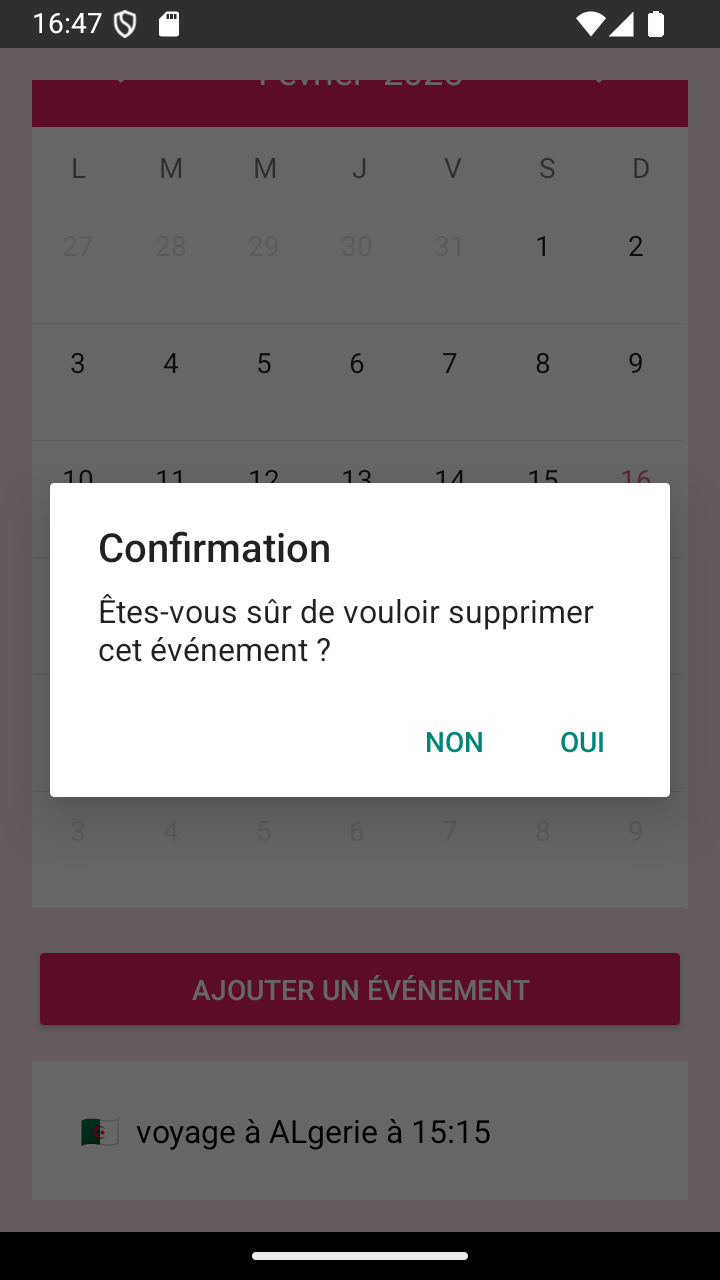 16:47
L M M J V S D
27 28 29 30 31 1 2
3 4 5 6 7 8 9
10 11 12 13 14 15 16
Confirmation
Êtes-vous sûr de vouloir supprimer
cet événement ?
NON OUI
3 4 5 6 7 8 9
AJOUTER UN ÉVÉNEMENT
voyage à ALgerie à 15:15